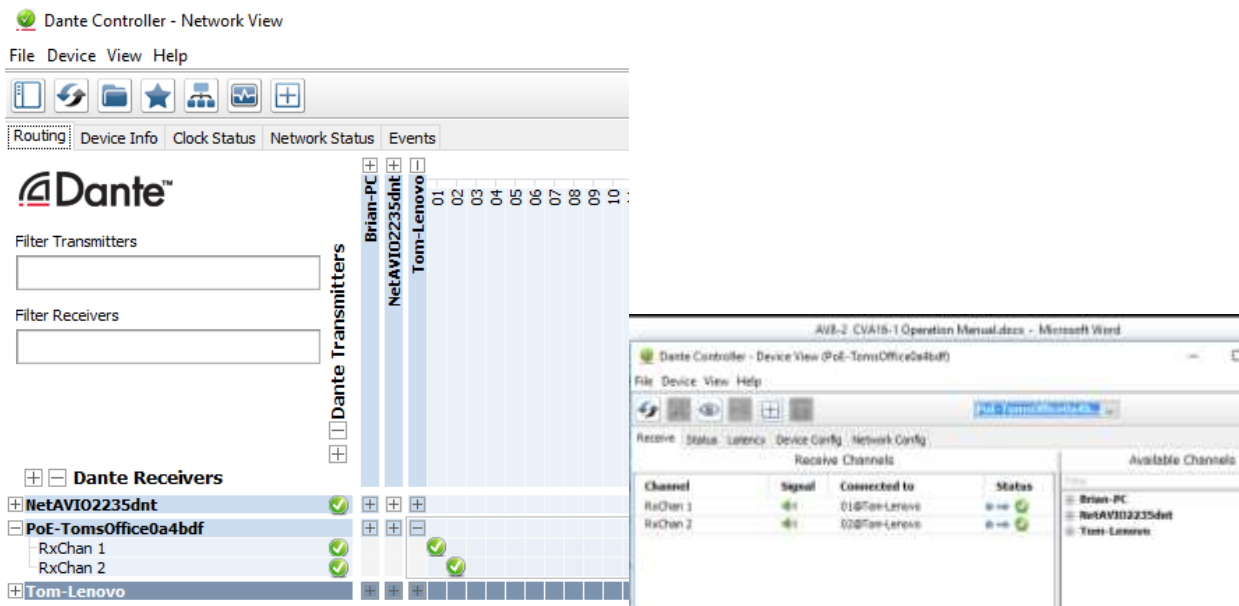 Dante Controller - Network View
File Device View Help
Routing Device Info Clock Status Network Status Events
Dante™
Filter Transmitters
Filter Receivers
Dante Transmitters
Brian-PC
NetAVIO2235dnt
Tom-Lenovo
01 02 03 04 05 06 07 08 09 10
Dante Receivers
NetAVIO2235dnt
PoE-TomsOffice0a4bdf
RxChan 1
RxChan 2
Tom-Lenovo
AV8-2 CVA16-1 Operation Manual.docx - Microsoft Word
Dante Controller - Device View (PoE-TomsOffice0a4bdf)
File Device View Help
Receive Status Latency Device Config Network Config
Receive Channels
Available Channels
Channel Signal Connected to Status
RxChan 1 01@Tom-Lenovo
RxChan 2 02@Tom-Lenovo
Brian-PC
NetAVIO2235dnt
Tom-Lenovo